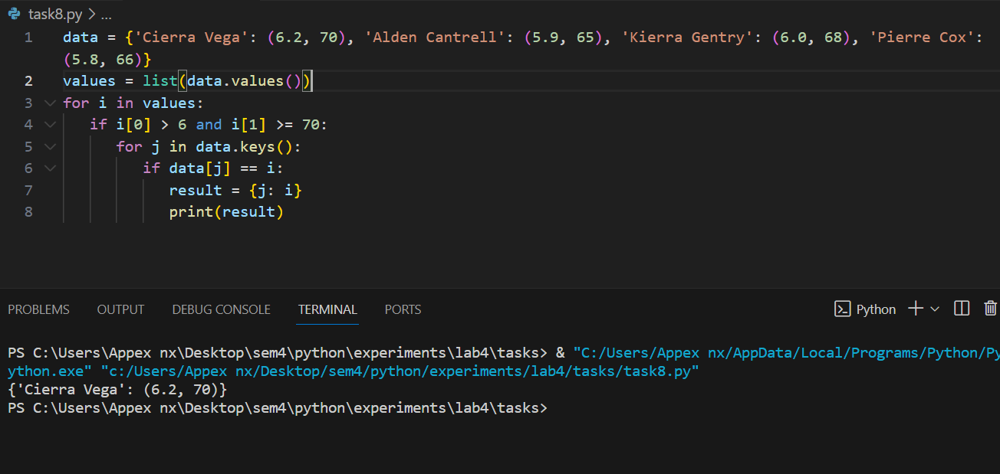 task8.py > ...
1 data = {'Cierra Vega': (6.2, 70), 'Alden Cantrell': (5.9, 65), 'Kierra Gentry': (6.0, 68), 'Pierre Cox':
(5.8, 66)}
2 values = list(data.values())
3 for i in values:
4 if i[0] > 6 and i[1] >= 70:
5 for j in data.keys():
6 if data[j] == i:
7 result = {j: i}
8 print(result)
PROBLEMS OUTPUT DEBUG CONSOLE TERMINAL PORTS Python
PS C:\Users\Appex nx\Desktop\sem4\python\experiments\lab4\tasks> & "C:/Users/Appex nx/AppData/Local/Programs/Python/Py
ython.exe" "c:/Users/Appex nx/Desktop/sem4/python/experiments/lab4/tasks/task8.py"
{'Cierra Vega': (6.2, 70)}
PS C:\Users\Appex nx\Desktop\sem4\python\experiments\lab4\tasks>